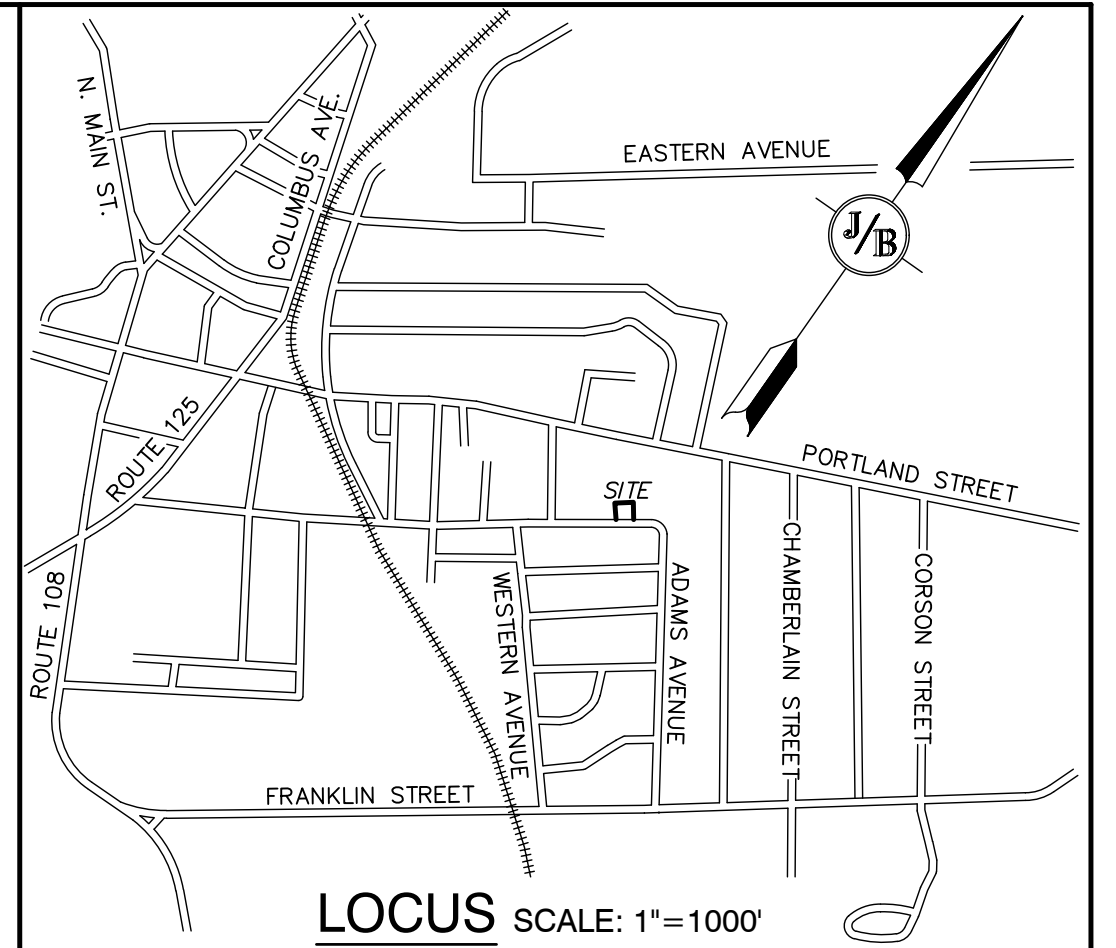 N. MAIN ST.
COLUMBUS AVE.
EASTERN AVENUE
J/B
ROUTE 125
PORTLAND STREET
SITE
ROUTE 108
WESTERN AVENUE
ADAMS AVENUE
CHAMBERLAIN STREET
CORSON STREET
FRANKLIN STREET
LOCUS SCALE: 1"=1000'